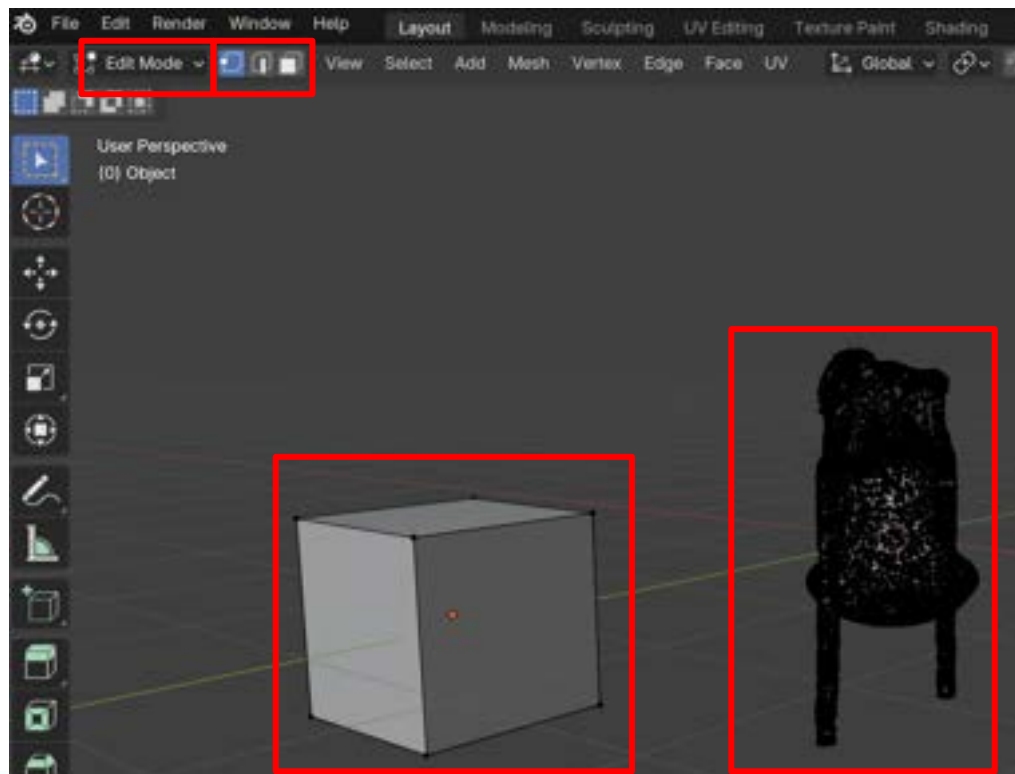 File Edit Render Window Help Layout Modeling Sculpting UV Editing Texture Paint Shading
Edit Mode View Select Add Mesh Vertex Edge Face UV Global
User Perspective
(0) Object